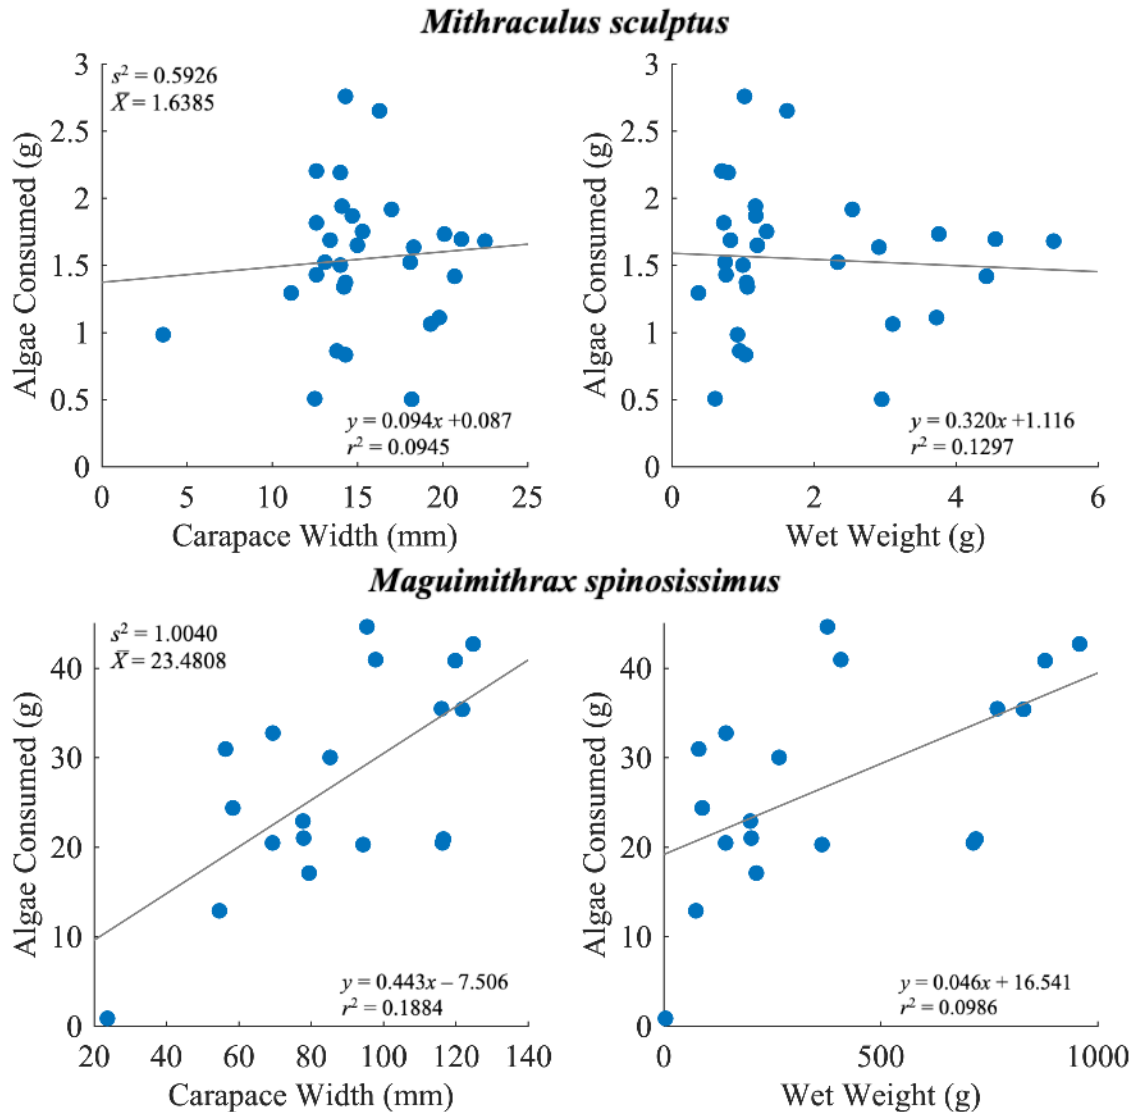 Mithraculus sculptus
s² = 0.5926
X̄ = 1.6385
3
2.5
2
1.5
1
0.5
0
Algae Consumed (g)
y = 0.094x +0.087
r² = 0.0945
0 5 10 15 20 25
Carapace Width (mm)
3
2.5
2
1.5
1
0.5
0
Algae Consumed (g)
y = 0.320x +1.116
r² = 0.1297
0 2 4 6
Wet Weight (g)
Maguimithrax spinosissimus
s² = 1.0040
X̄ = 23.4808
40
30
20
10
0
Algae Consumed (g)
y = 0.443x – 7.506
r² = 0.1884
20 40 60 80 100 120 140
Carapace Width (mm)
40
30
20
10
0
Algae Consumed (g)
y = 0.046x + 16.541
r² = 0.0986
0 500 1000
Wet Weight (g)